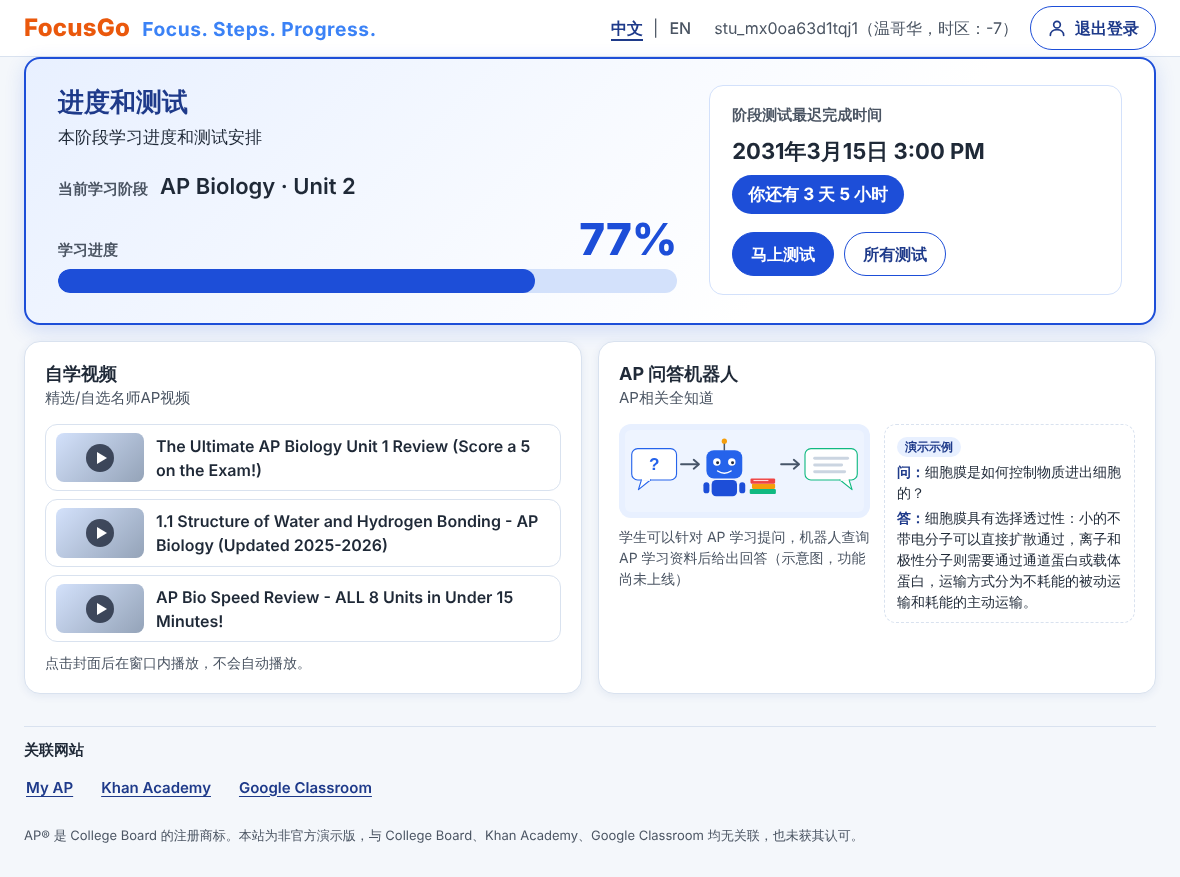 FocusGo Focus. Steps. Progress.
中文 | EN stu_mx0oa63d1tqj1（温哥华，时区：-7） 退出登录
进度和测试
本阶段学习进度和测试安排
当前学习阶段 AP Biology · Unit 2
学习进度 77%
阶段测试最迟完成时间
2031年3月15日 3:00 PM
你还有 3 天 5 小时
马上测试 所有测试
自学视频
精选/自选名师AP视频
The Ultimate AP Biology Unit 1 Review (Score a 5
on the Exam!)
1.1 Structure of Water and Hydrogen Bonding - AP
Biology (Updated 2025-2026)
AP Bio Speed Review - ALL 8 Units in Under 15
Minutes!
点击封面后在窗口内播放，不会自动播放。
AP 问答机器人
AP相关全知道
?
学生可以针对 AP 学习提问，机器人查询
AP 学习资料后给出回答（示意图，功能
尚未上线）
演示示例
问：细胞膜是如何控制物质进出细胞
的？
答：细胞膜具有选择透过性：小的不
带电分子可以直接扩散通过，离子和
极性分子则需要通过通道蛋白或载体
蛋白，运输方式分为不耗能的被动运
输和耗能的主动运输。
关联网站
My AP Khan Academy Google Classroom
AP® 是 College Board 的注册商标。本站为非官方演示版，与 College Board、Khan Academy、Google Classroom 均无关联，也未获其认可。